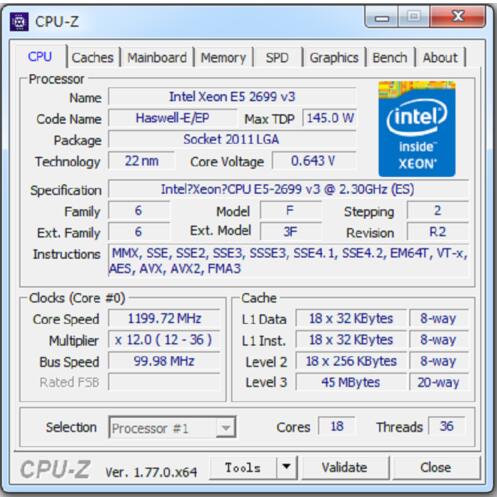 CPU-Z
CPU Caches Mainboard Memory SPD Graphics Bench About
Processor
Name Intel Xeon E5 2699 v3
Code Name Haswell-E/EP Max TDP 145.0 W
Package Socket 2011 LGA
Technology 22 nm Core Voltage 0.643 V
intel inside™ XEON®
Specification Intel?Xeon?CPU E5-2699 v3 @ 2.30GHz (ES)
Family 6 Model F Stepping 2
Ext. Family 6 Ext. Model 3F Revision R2
Instructions MMX, SSE, SSE2, SSE3, SSSE3, SSE4.1, SSE4.2, EM64T, VT-x,
AES, AVX, AVX2, FMA3
Clocks (Core #0) Cache
Core Speed 1199.72 MHz L1 Data 18 x 32 KBytes 8-way
Multiplier x 12.0 ( 12 - 36 ) L1 Inst. 18 x 32 KBytes 8-way
Bus Speed 99.98 MHz Level 2 18 x 256 KBytes 8-way
Rated FSB Level 3 45 MBytes 20-way
Selection Processor #1 Cores 18 Threads 36
CPU-Z Ver. 1.77.0.x64 Tools Validate Close